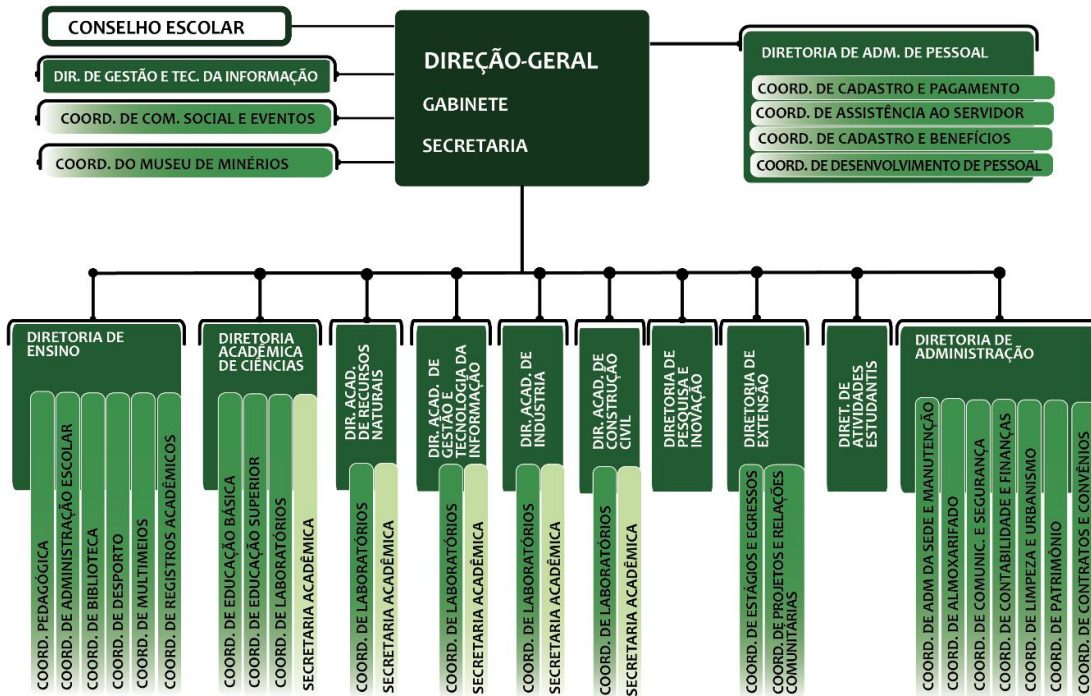 CONSELHO ESCOLAR
DIR. DE GESTÃO E TEC. DA INFORMAÇÃO
COORD. DE COM. SOCIAL E EVENTOS
COORD. DO MUSEU DE MINÉRIOS
DIREÇÃO-GERAL
GABINETE
SECRETARIA
DIRETORIA DE ADM. DE PESSOAL
COORD. DE CADASTRO E PAGAMENTO
COORD. DE ASSISTÊNCIA AO SERVIDOR
COORD. DE CADASTRO E BENEFÍCIOS
COORD. DE DESENVOLVIMENTO DE PESSOAL
DIRETORIA DE
ENSINO
COORD. PEDAGÓGICA
COORD. DE ADMINISTRAÇÃO ESCOLAR
COORD. DE BIBLIOTECA
COORD. DE DESPORTO
COORD. DE MULTIMEIOS
COORD. DE REGISTROS ACADÊMICOS
DIRETORIA
ACADÊMICA
DE CIÊNCIAS
COORD. DE EDUCAÇÃO BÁSICA
COORD. DE EDUCAÇÃO SUPERIOR
COORD. DE LABORATÓRIOS
SECRETARIA ACADÊMICA
DIR. ACAD.
DE RECURSOS
NATURAIS
COORD. DE LABORATÓRIOS
SECRETARIA ACADÊMICA
DIR. ACAD. DE
GESTÃO E
TECNOLOGIA DA
INFORMAÇÃO
COORD. DE LABORATÓRIOS
SECRETARIA ACADÊMICA
DIR. ACAD. DE
INDÚSTRIA
COORD. DE LABORATÓRIOS
SECRETARIA ACADÊMICA
DIR. ACAD. DE
CONSTRUÇÃO
CIVIL
COORD. DE LABORATÓRIOS
SECRETARIA ACADÊMICA
DIRETORIA DE
PESQUISA E
INOVAÇÃO
DIRETORIA DE
EXTENSÃO
COORD. DE ESTÁGIOS E EGRESSOS
COORD. DE PROJETOS E RELAÇÕES
COMUNITÁRIAS
DIRET. DE
ATIVIDADES
ESTUDANTIS
DIRETORIA DE
ADMINISTRAÇÃO
COORD. DE ADM DA SEDE E MANUTENÇÃO
COORD. DE ALMOXARIFADO
COORD. DE COMUNIC. E SEGURANÇA
COORD. DE CONTABILIDADE E FINANÇAS
COORD. DE LIMPEZA E URBANISMO
COORD. DE PATRIMÔNIO
COORD. DE CONTRATOS E CONVÊNIOS